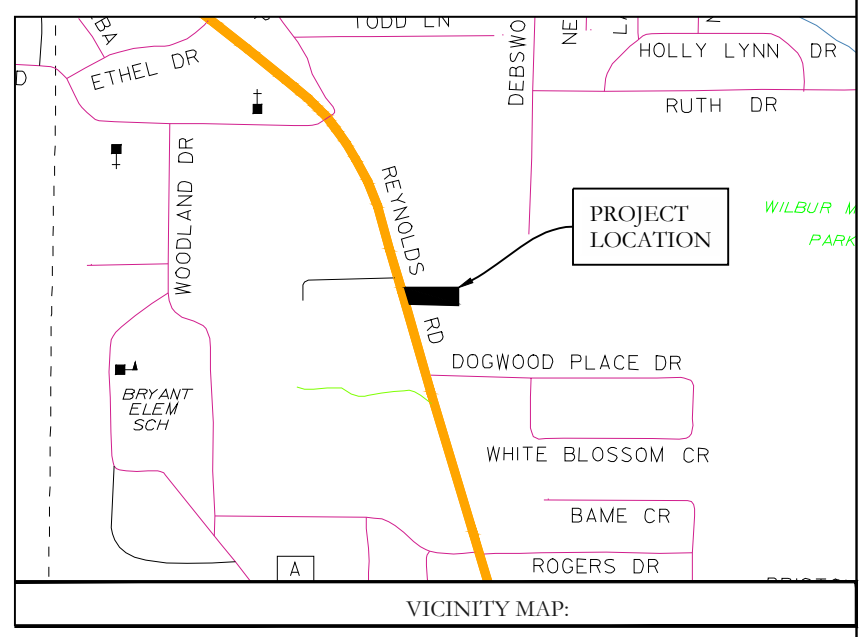 TODD LN
HOLLY LYNN DR
ETHEL DR
D
RUTH DR
WOODLAND DR
REYNOLDS RD
PROJECT
LOCATION
WILBUR M
PARK
DOGWOOD PLACE DR
BRYANT
ELEM
SCH
WHITE BLOSSOM CR
BAME CR
A
ROGERS DR
VICINITY MAP: